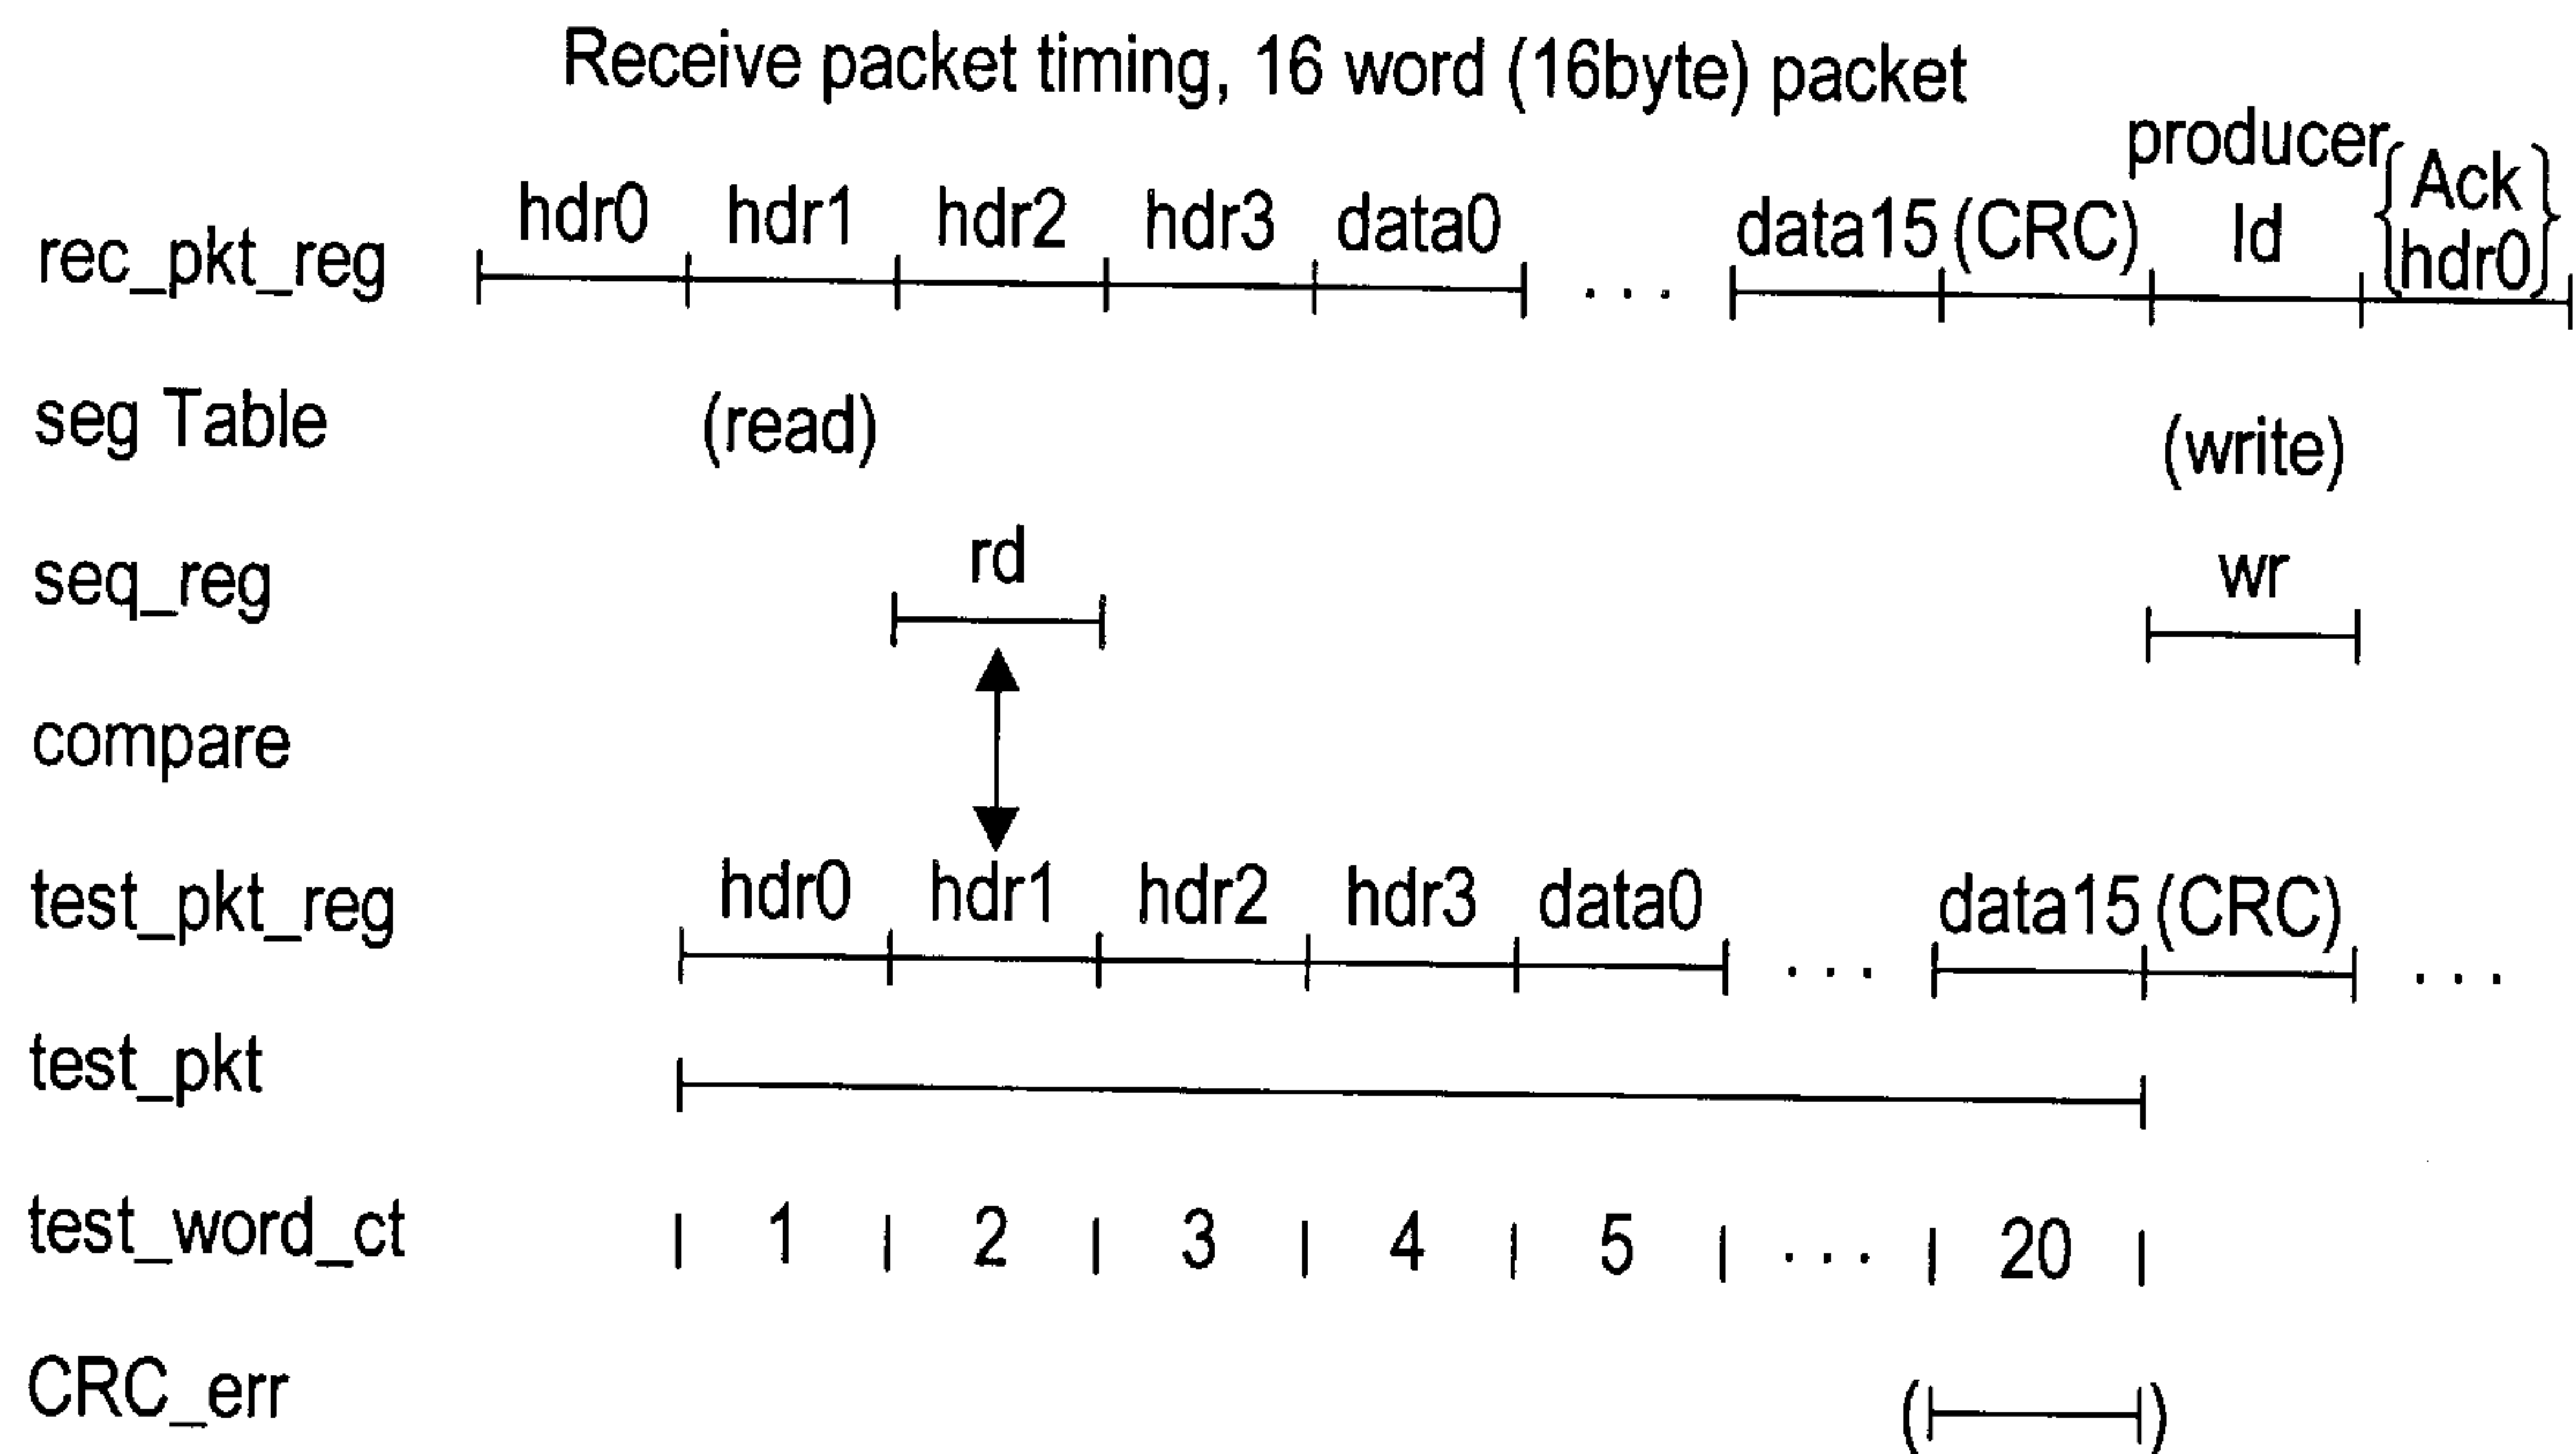 Receive packet timing, 16 word (16byte) packet
rec_pkt_reg hdr0 hdr1 hdr2 hdr3 data0 ... data15 (CRC) producer Id {Ack hdr0}
seg Table (read) (write)
seq_reg rd wr
compare
test_pkt_reg hdr0 hdr1 hdr2 hdr3 data0 ... data15 (CRC) ...
test_pkt
test_word_ct 1 2 3 4 5 ... 20
CRC_err ( )